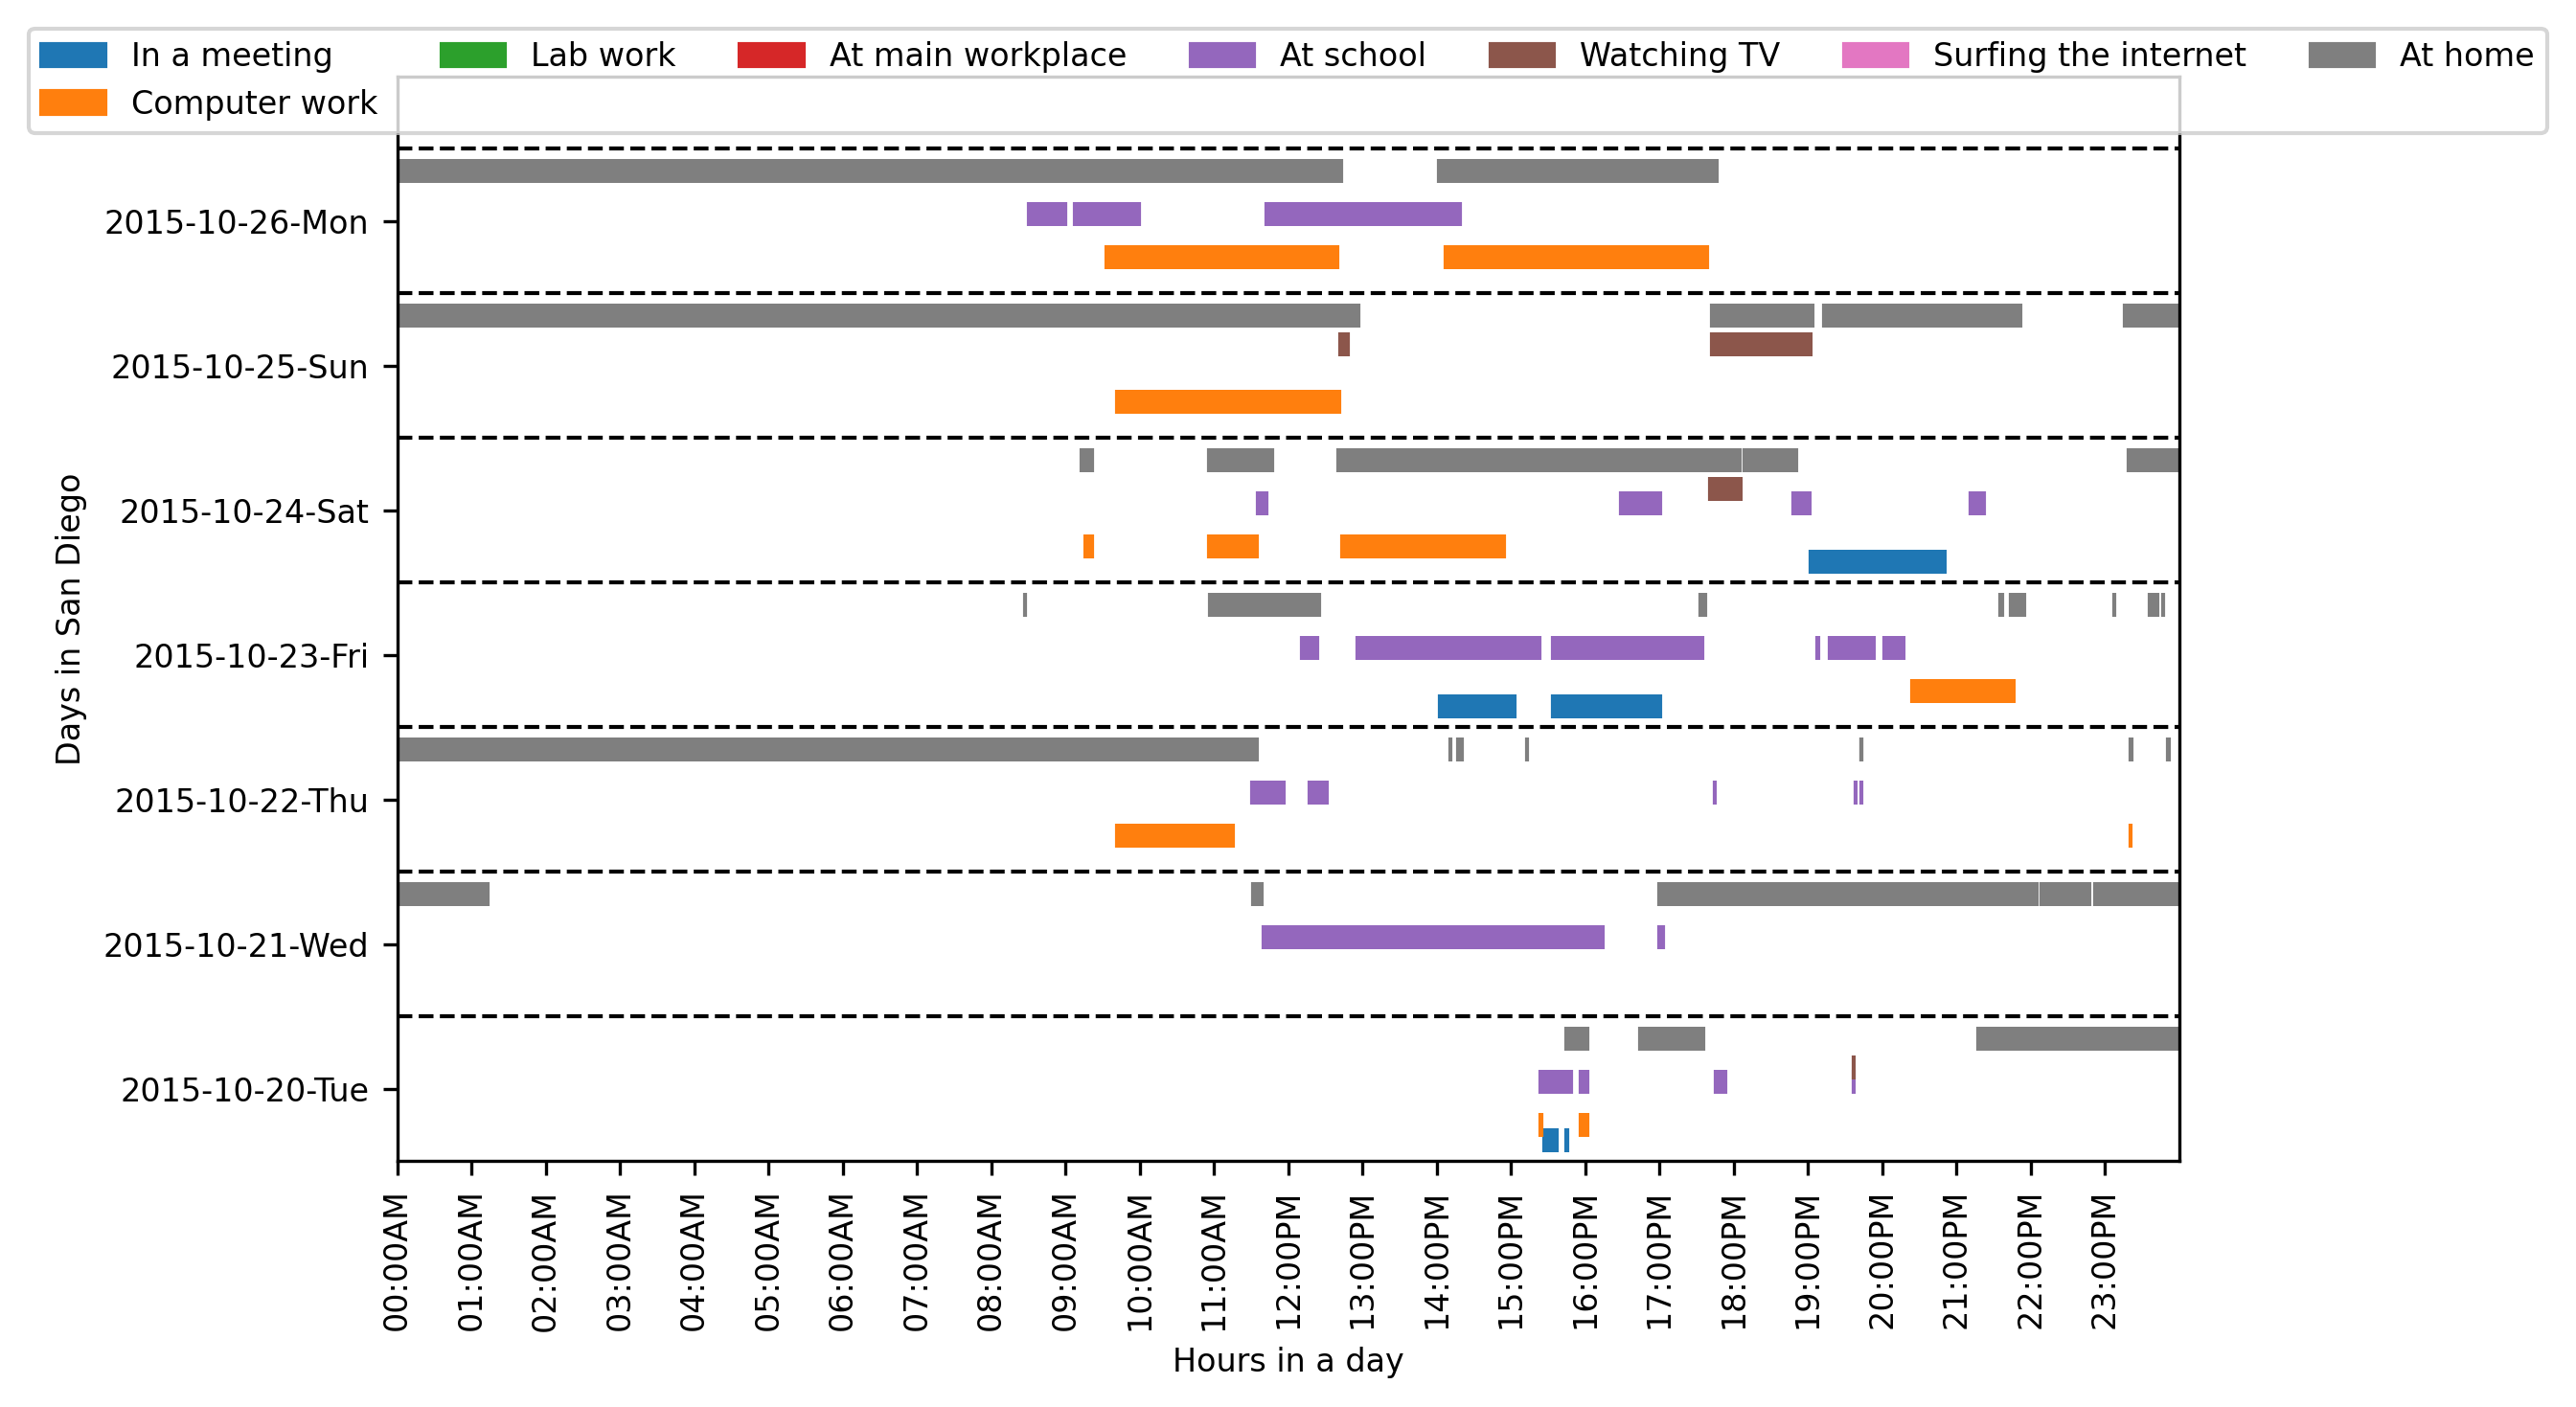 In a meeting Lab work At main workplace At school Watching TV Surfing the internet At home
Computer work
2015-10-26-Mon
2015-10-25-Sun
2015-10-24-Sat
2015-10-23-Fri
2015-10-22-Thu
2015-10-21-Wed
2015-10-20-Tue
Days in San Diego
00:00AM
01:00AM
02:00AM
03:00AM
04:00AM
05:00AM
06:00AM
07:00AM
08:00AM
09:00AM
10:00AM
11:00AM
12:00PM
13:00PM
14:00PM
15:00PM
16:00PM
17:00PM
18:00PM
19:00PM
20:00PM
21:00PM
22:00PM
23:00PM
Hours in a day